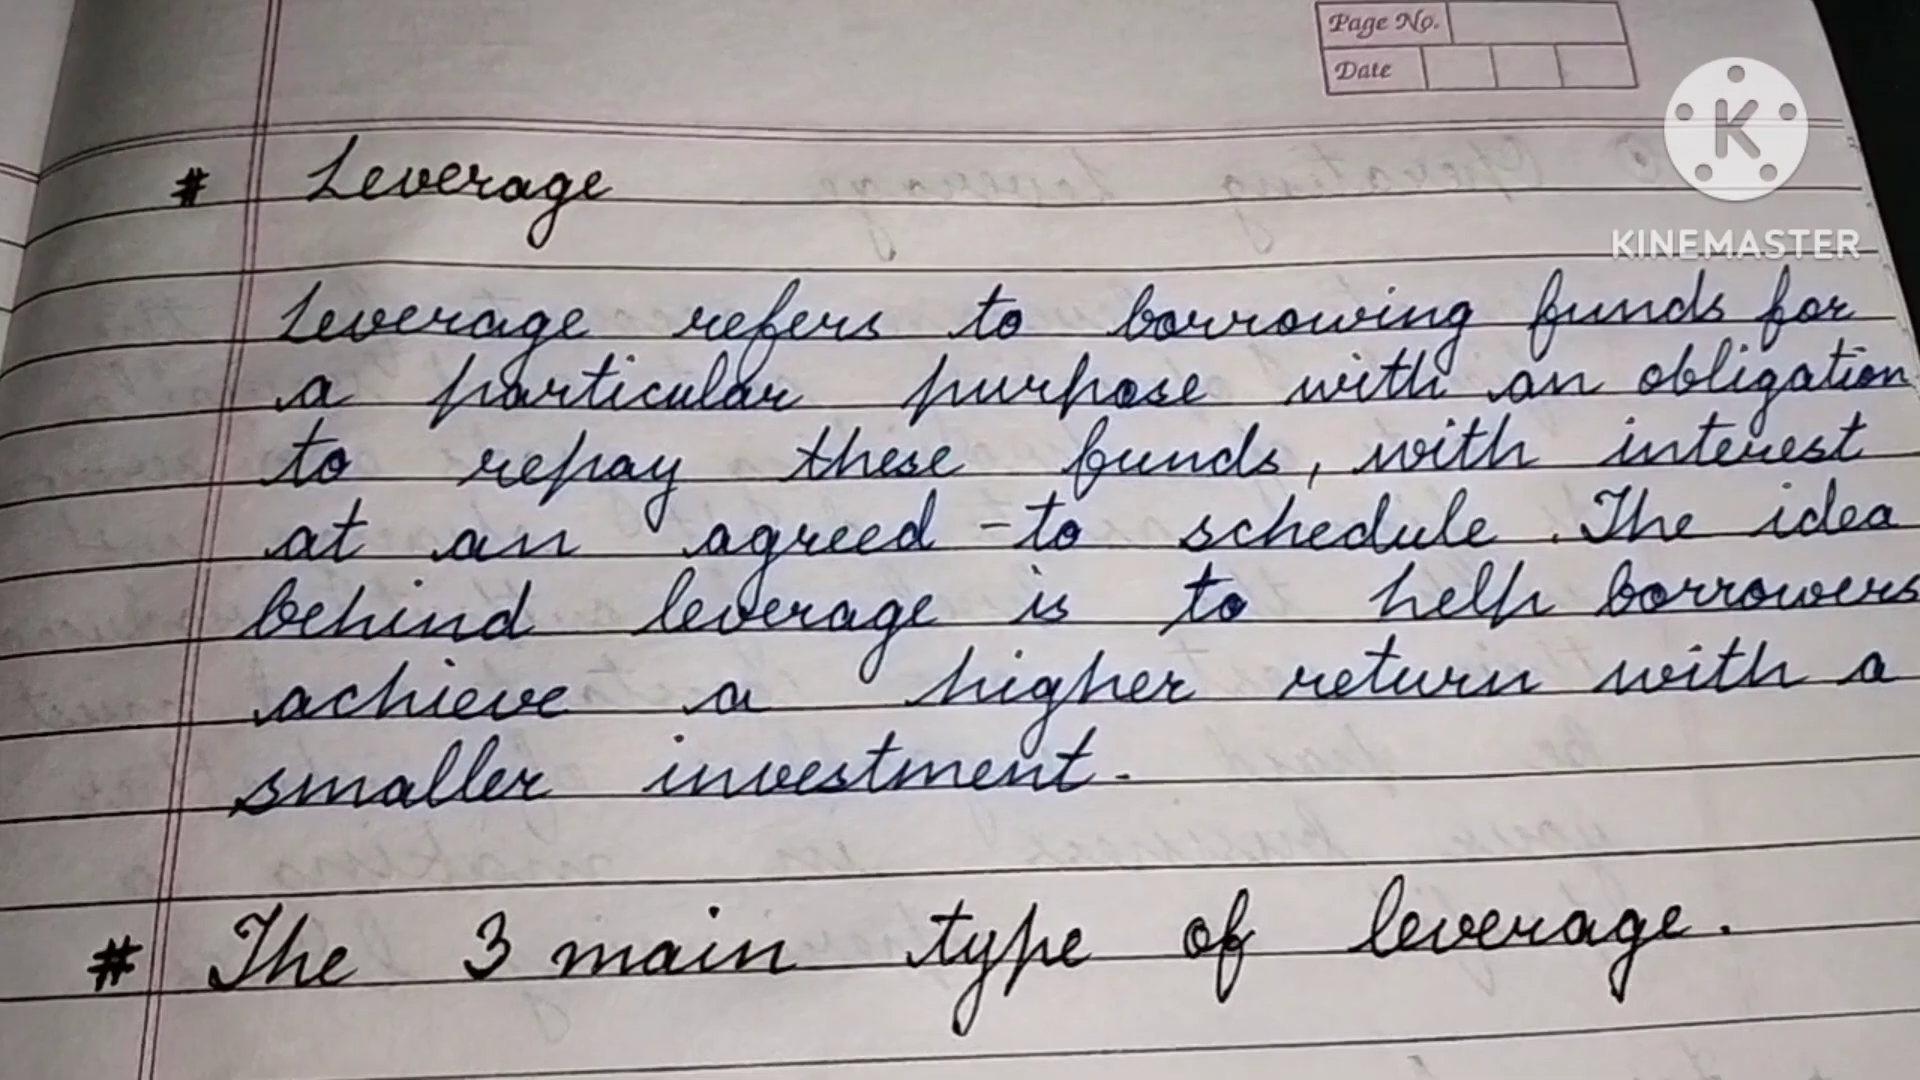 Page No.
Date
K
KINEMASTER
# Leverage
Leverage refers to borrowing funds for
a particular purpose with an obligation
to repay these funds, with interest
at an agreed - to schedule. The idea
behind leverage is to help borrowers
achieve a higher return with a
smaller investment.
# The 3 main type of leverage.